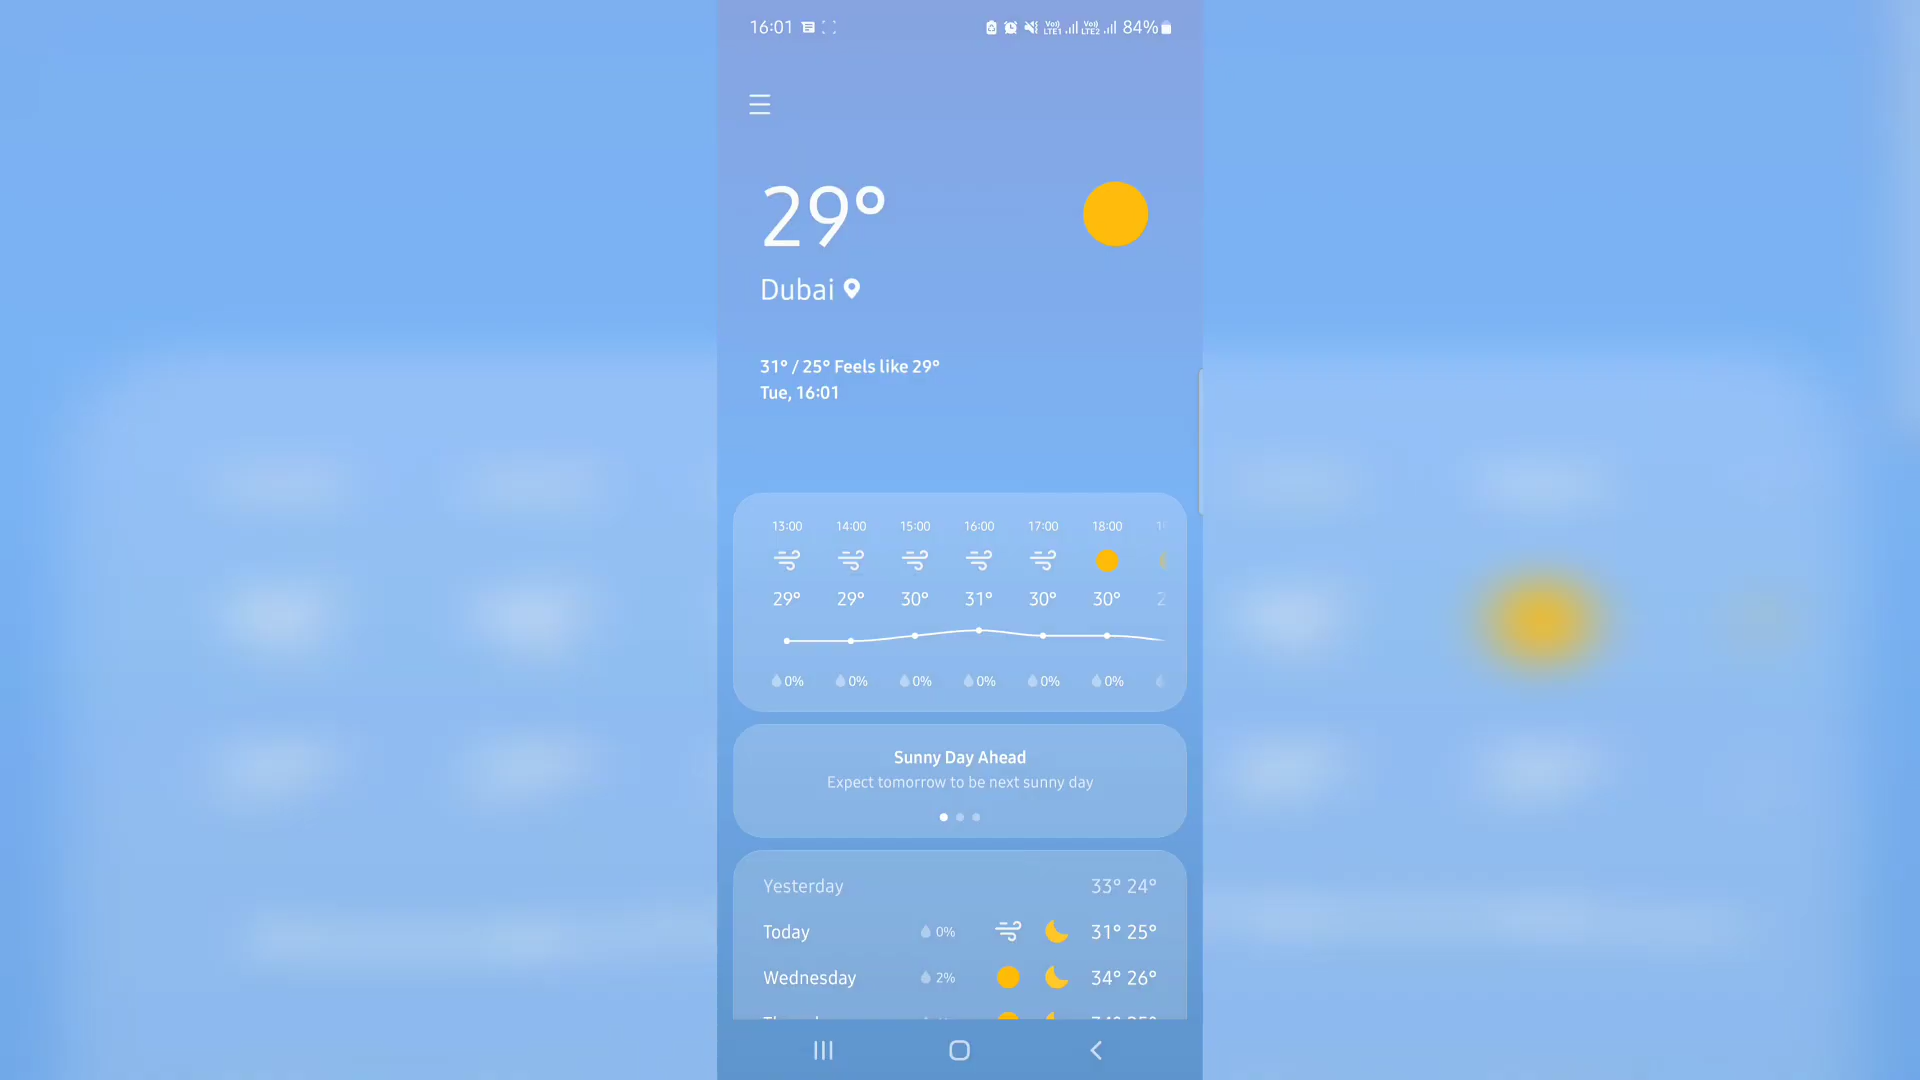 16:01 84%
29°
Dubai
31° / 25° Feels like 29°
Tue, 16:01
13:00 14:00 15:00 16:00 17:00 18:00
29° 29° 30° 31° 30° 30°
0% 0% 0% 0% 0% 0%
Sunny Day Ahead
Expect tomorrow to be next sunny day
Yesterday 33° 24°
Today 0% 31° 25°
Wednesday 2% 34° 26°